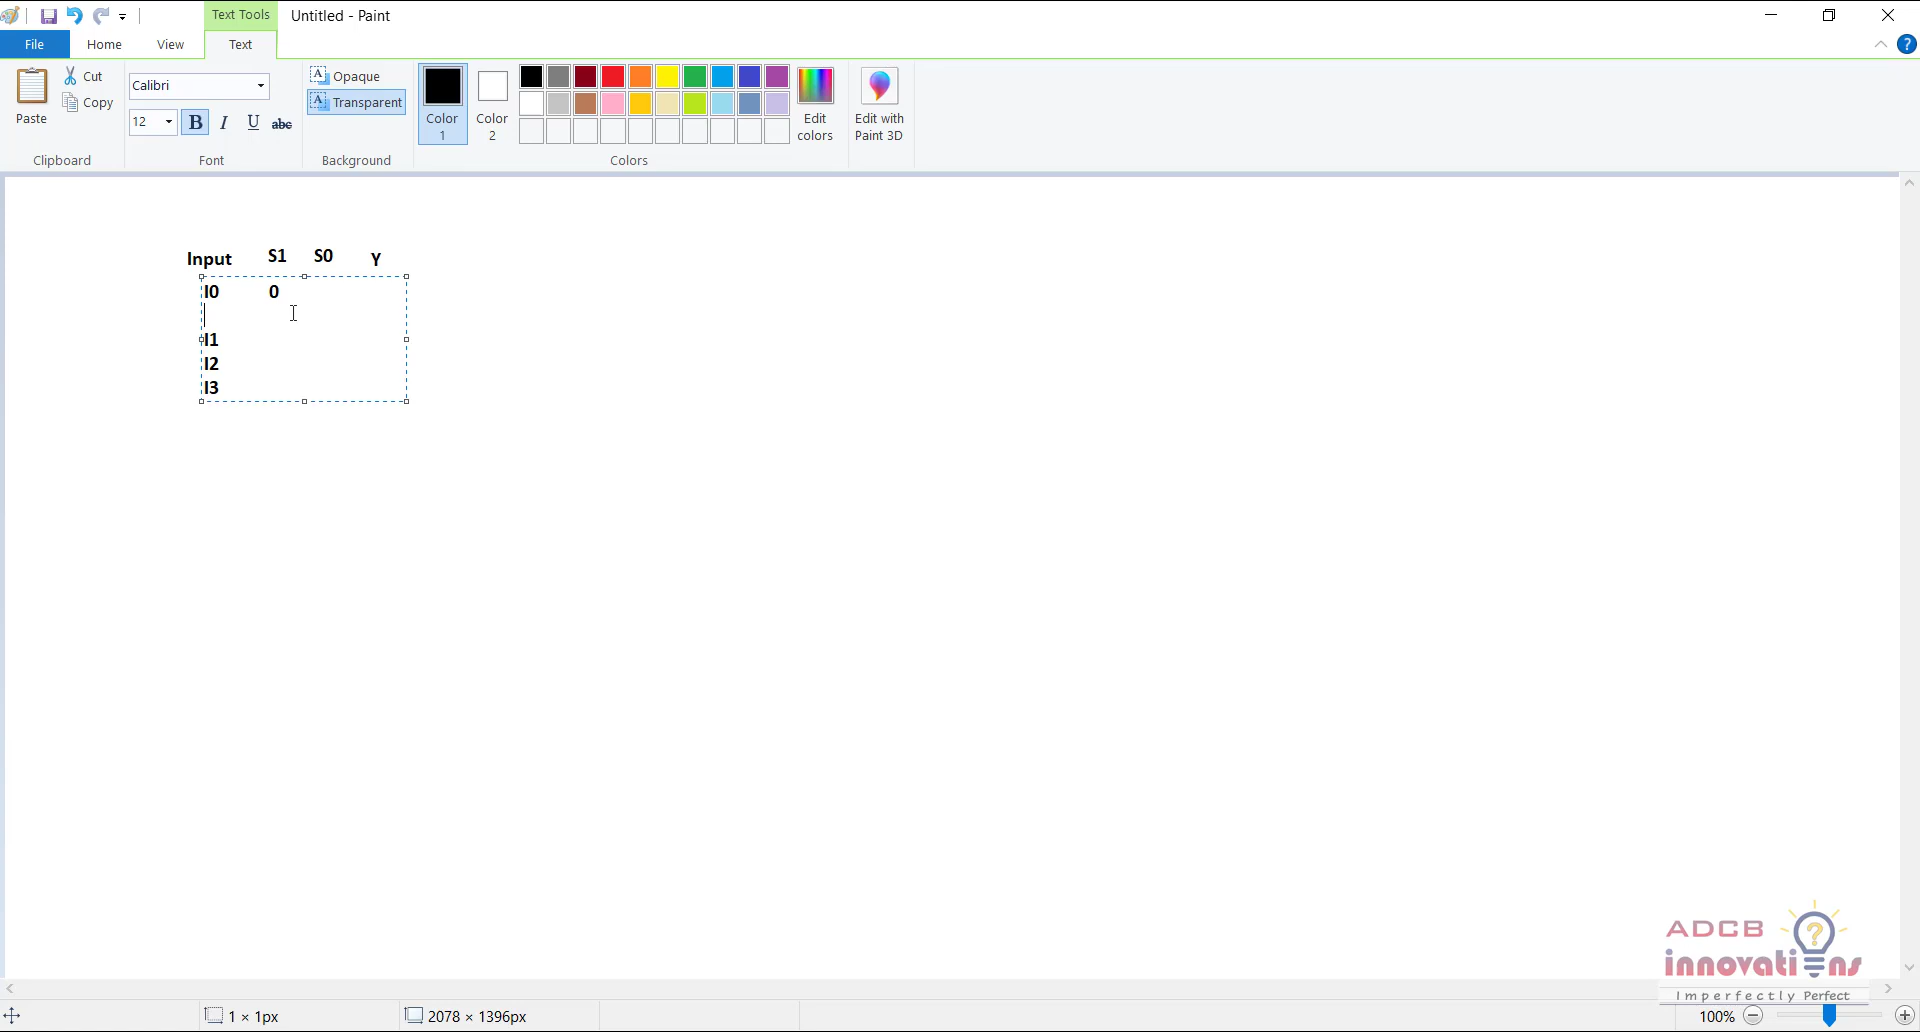 Text Tools
Untitled - Paint
File
Home
View
Text
Paste
Cut
Copy
Clipboard
Calibri
12
B I U abc
Font
Opaque
Transparent
Background
Color 1
Color 2
Edit colors
Colors
Edit with Paint 3D
Input S1 S0 Y
I0 0
I1
I2
I3
ADCB
innovati?ns
Imperfectly Perfect
1 × 1px
2078 × 1396px
100%